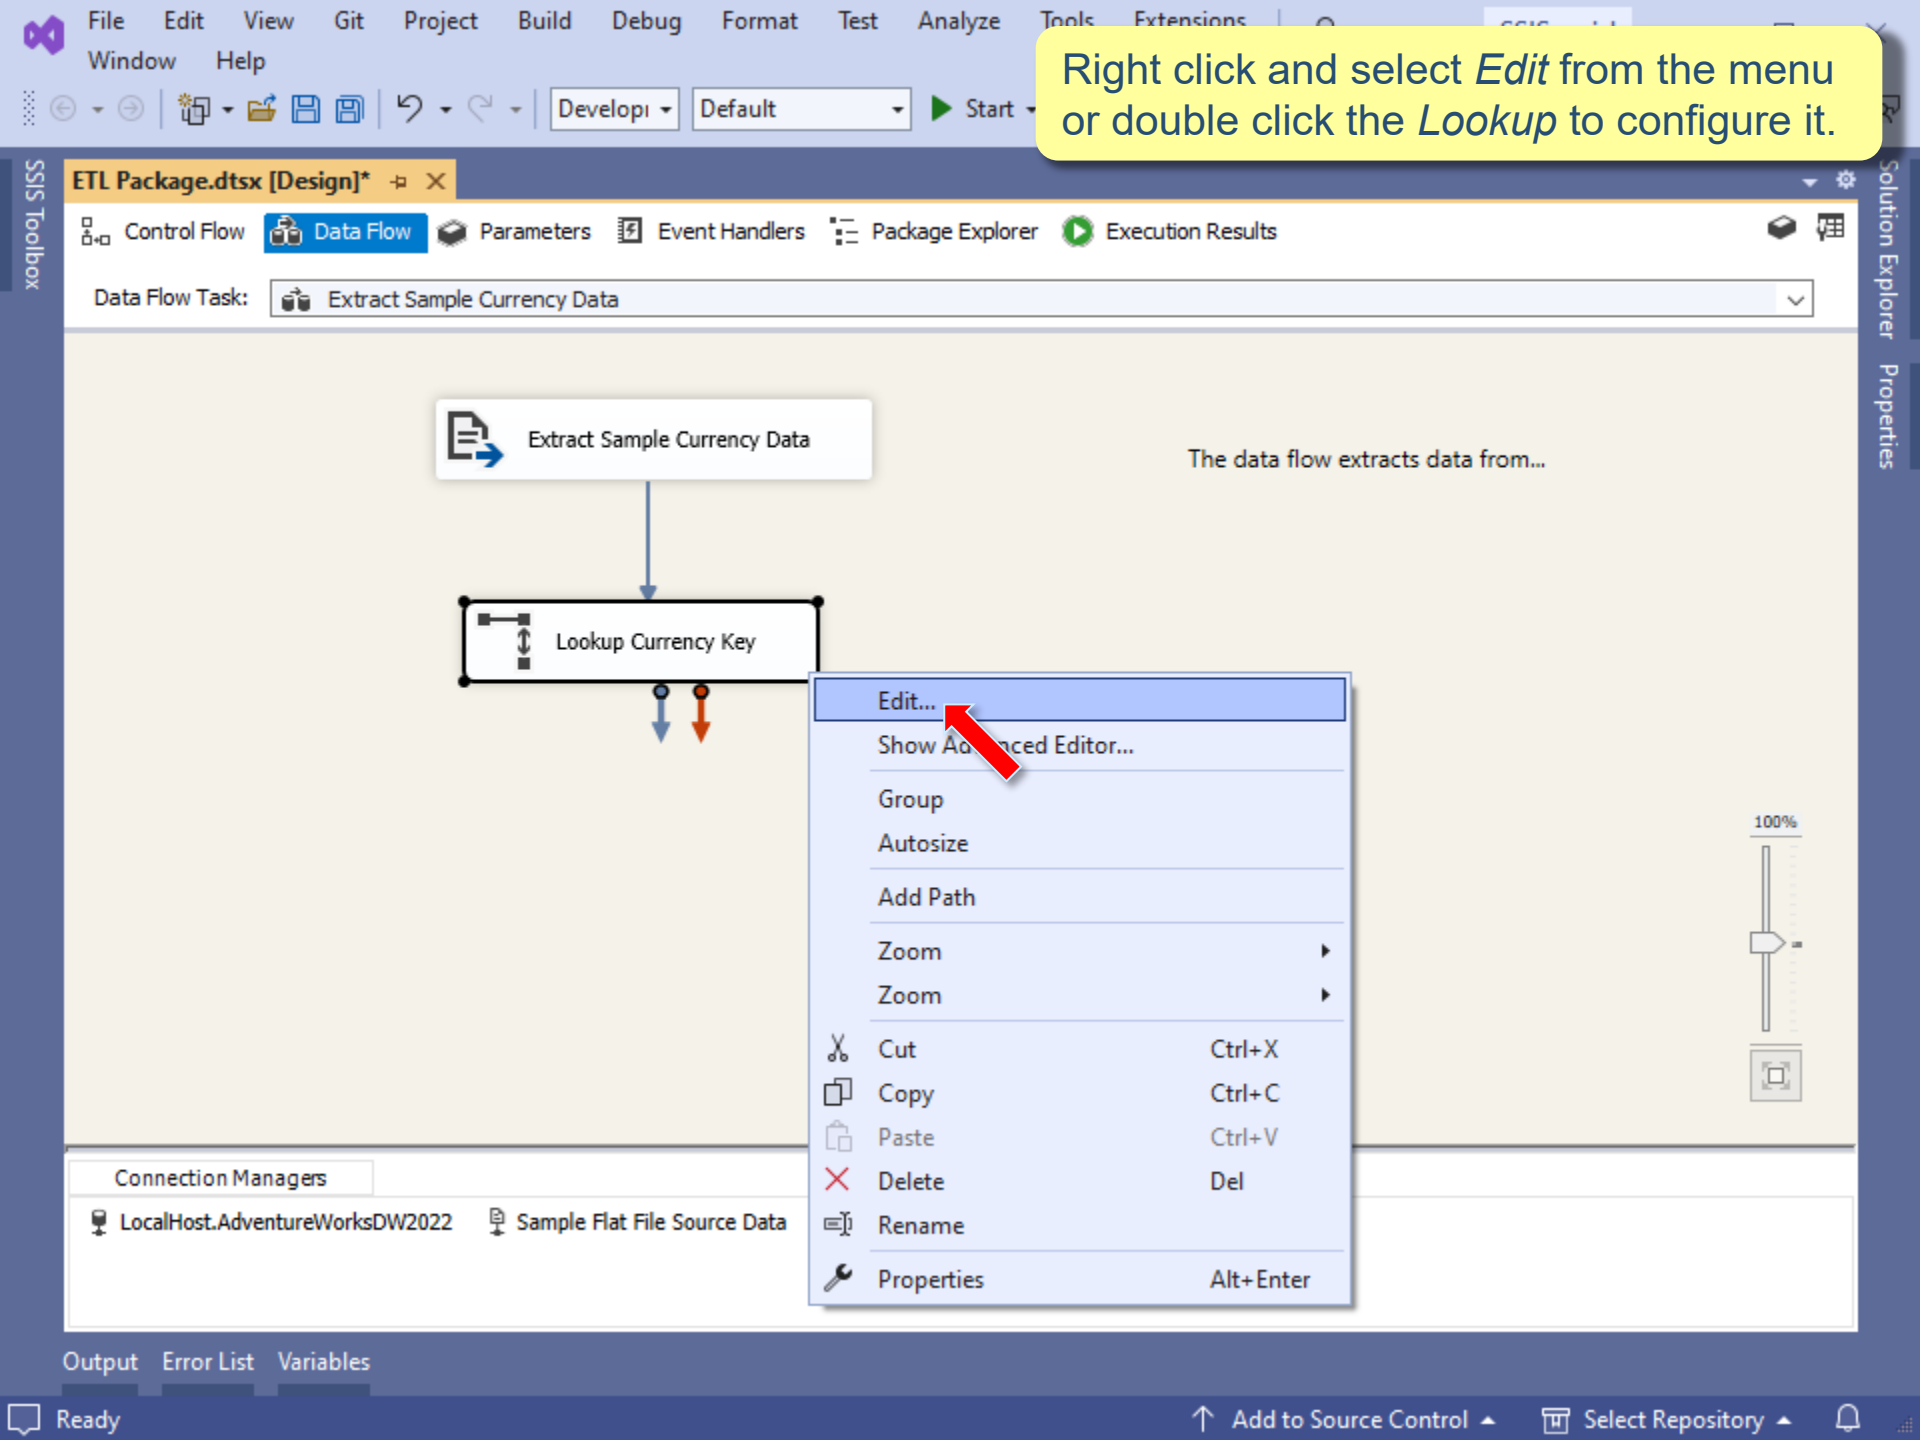 File Edit View Git Project Build Debug Format Test Analyze Tools Extensions
Window Help
Right click and select Edit from the menu
or double click the Lookup to configure it.
Default Start
SSIS Toolbox
ETL Package.dtsx [Design]*
Control Flow Data Flow Parameters Event Handlers Package Explorer Execution Results
Data Flow Task: Extract Sample Currency Data
Solution Explorer
Properties
Extract Sample Currency Data
The data flow extracts data from...
Lookup Currency Key
Edit...
Show Advanced Editor...
Group
Autosize
Add Path
Zoom
Zoom
Cut Ctrl+X
Copy Ctrl+C
Paste Ctrl+V
Delete Del
Rename
Properties Alt+Enter
100%
Connection Managers
LocalHost.AdventureWorksDW2022 Sample Flat File Source Data
Output Error List Variables
Ready Add to Source Control Select Repository